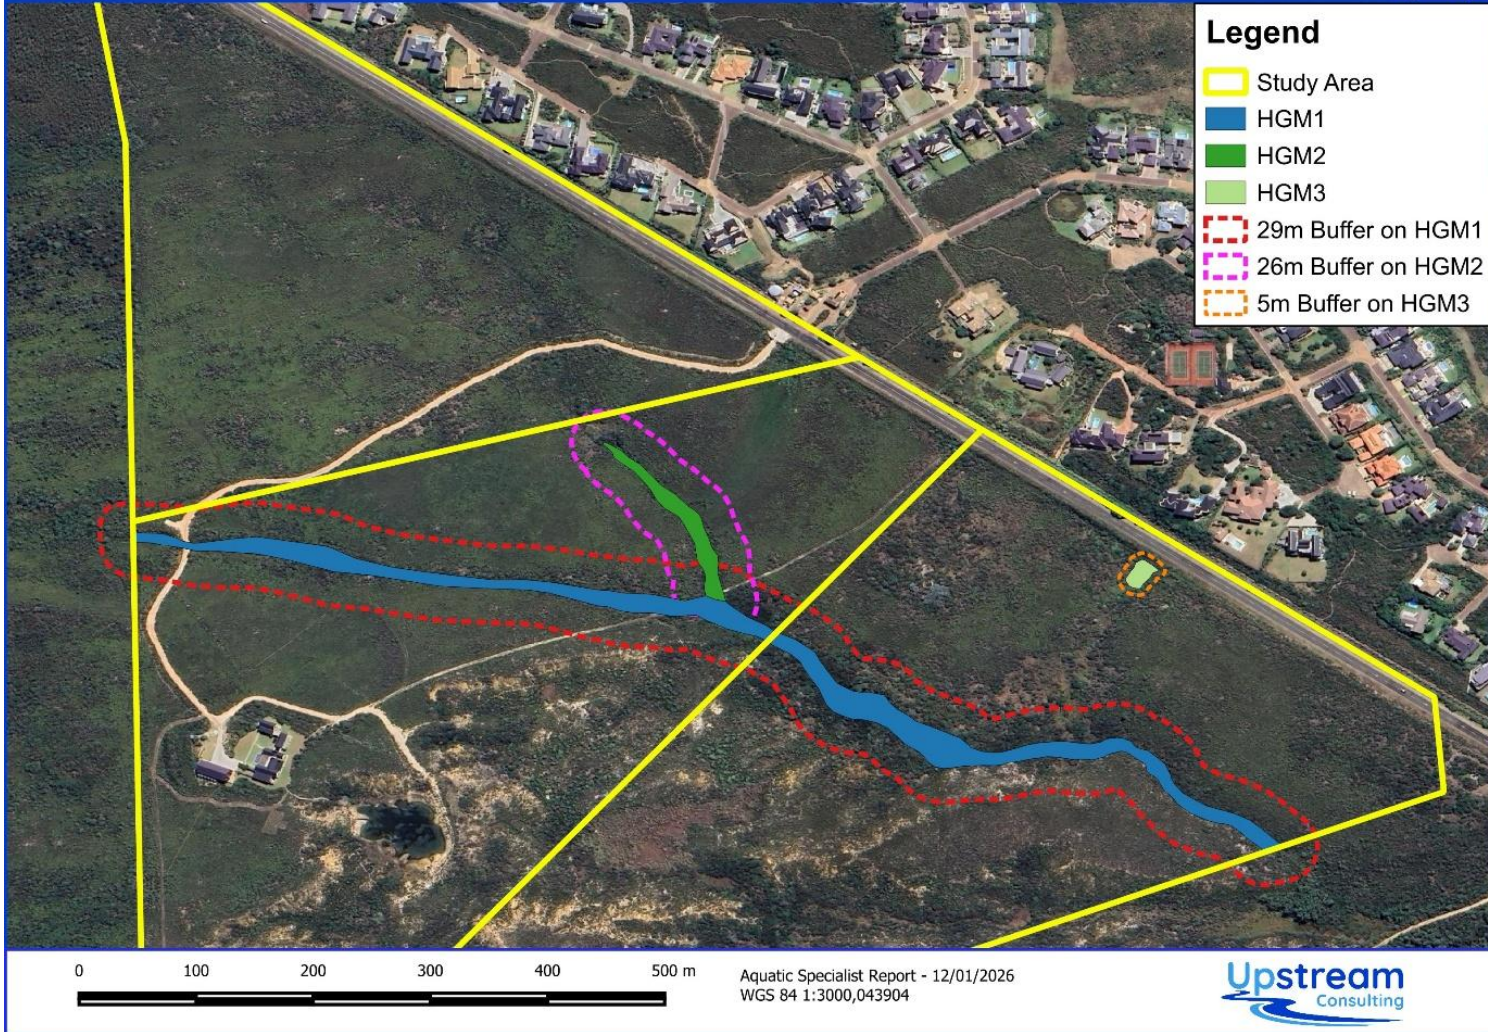 Legend
Study Area
HGM1
HGM2
HGM3
29m Buffer on HGM1
26m Buffer on HGM2
5m Buffer on HGM3
0 100 200 300 400 500 m
Aquatic Specialist Report - 12/01/2026
WGS 84 1:3000,043904
Upstream
Consulting